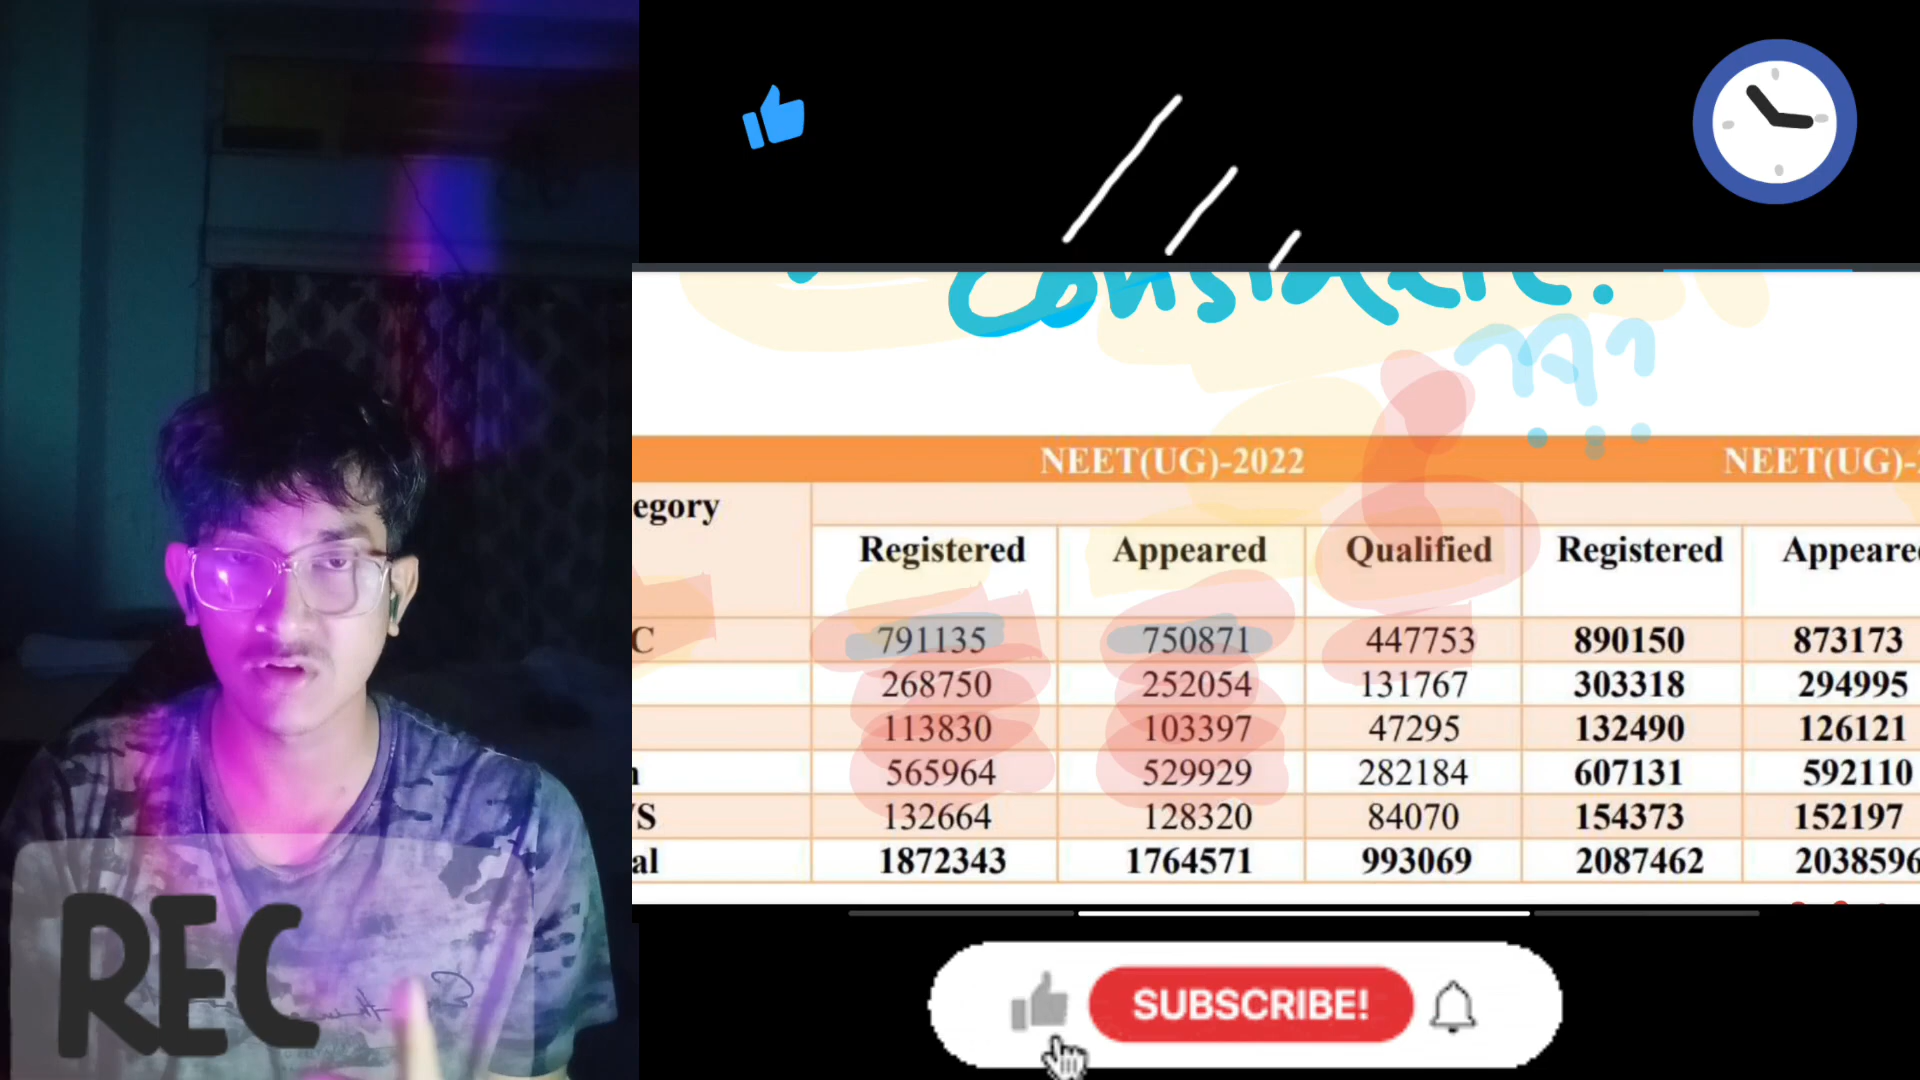 NEET(UG)-2022 NEET(UG)-
egory
Registered Appeared Qualified Registered Appeared
C 791135 750871 447753 890150 873173
268750 252054 131767 303318 294995
113830 103397 47295 132490 126121
565964 529929 282184 607131 592110
VS 132664 128320 84070 154373 152197
al 1872343 1764571 993069 2087462 2038596
REC
SUBSCRIBE!